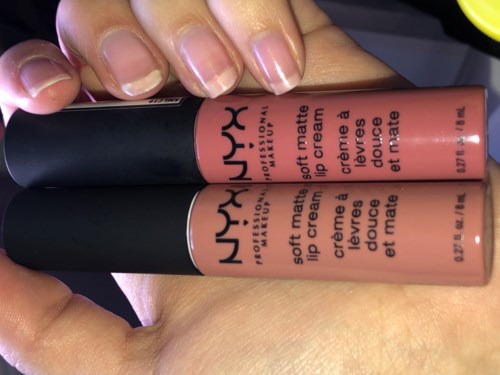 NYX
PROFESSIONAL
MAKEUP
soft matte
lip cream
crème à
lèvres
douce
et mate
0.27 fl. oz. / 8 mL
NYX
PROFESSIONAL
MAKEUP
soft matte
lip cream
crème à
lèvres
douce
et mate
0.27 fl. oz. / 8 mL